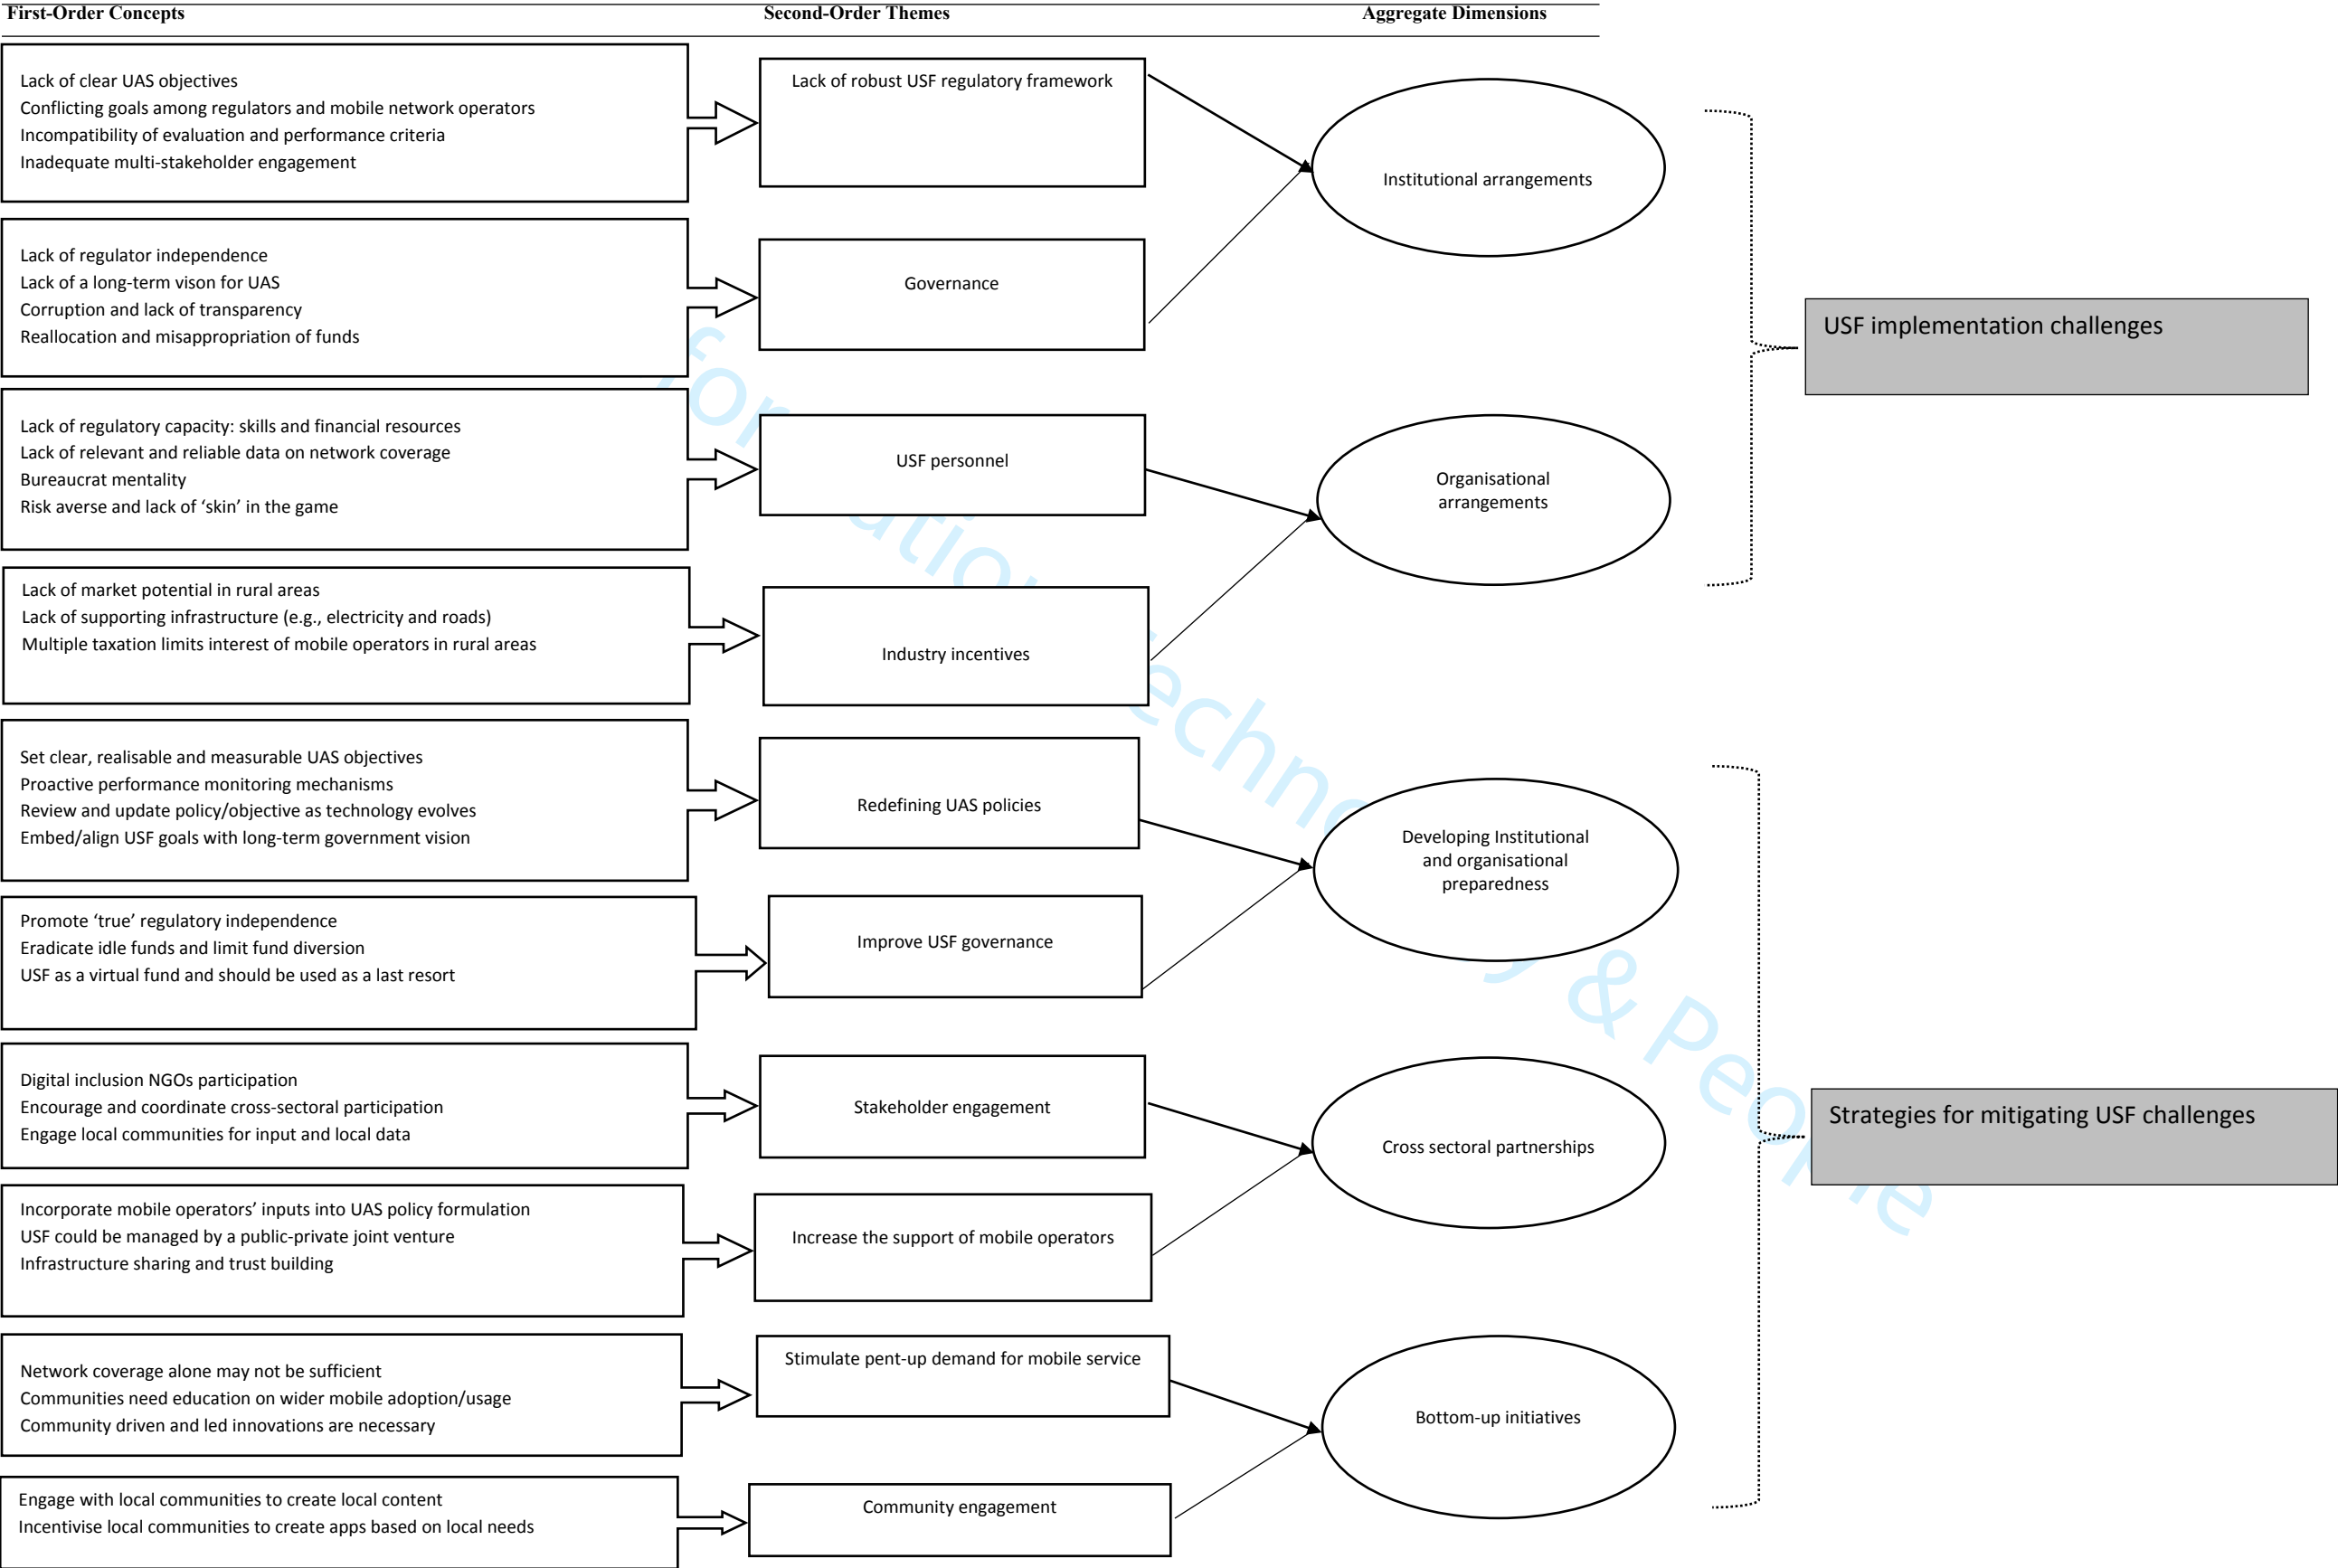 First-Order Concepts
Second-Order Themes
Aggregate Dimensions
Lack of clear UAS objectives
Conflicting goals among regulators and mobile network operators
Incompatibility of evaluation and performance criteria
Inadequate multi-stakeholder engagement
Lack of robust USF regulatory framework
Institutional arrangements
Lack of regulator independence
Lack of a long-term vison for UAS
Corruption and lack of transparency
Reallocation and misappropriation of funds
Governance
USF implementation challenges
Lack of regulatory capacity: skills and financial resources
Lack of relevant and reliable data on network coverage
Bureaucrat mentality
Risk averse and lack of ‘skin’ in the game
USF personnel
Organisational
arrangements
Lack of market potential in rural areas
Lack of supporting infrastructure (e.g., electricity and roads)
Multiple taxation limits interest of mobile operators in rural areas
Industry incentives
Set clear, realisable and measurable UAS objectives
Proactive performance monitoring mechanisms
Review and update policy/objective as technology evolves
Embed/align USF goals with long-term government vision
Redefining UAS policies
Developing Institutional
and organisational
preparedness
Promote ‘true’ regulatory independence
Eradicate idle funds and limit fund diversion
USF as a virtual fund and should be used as a last resort
Improve USF governance
Digital inclusion NGOs participation
Encourage and coordinate cross-sectoral participation
Engage local communities for input and local data
Stakeholder engagement
Cross sectoral partnerships
Strategies for mitigating USF challenges
Incorporate mobile operators’ inputs into UAS policy formulation
USF could be managed by a public-private joint venture
Infrastructure sharing and trust building
Increase the support of mobile operators
Network coverage alone may not be sufficient
Communities need education on wider mobile adoption/usage
Community driven and led innovations are necessary
Stimulate pent-up demand for mobile service
Bottom-up initiatives
Engage with local communities to create local content
Incentivise local communities to create apps based on local needs
Community engagement